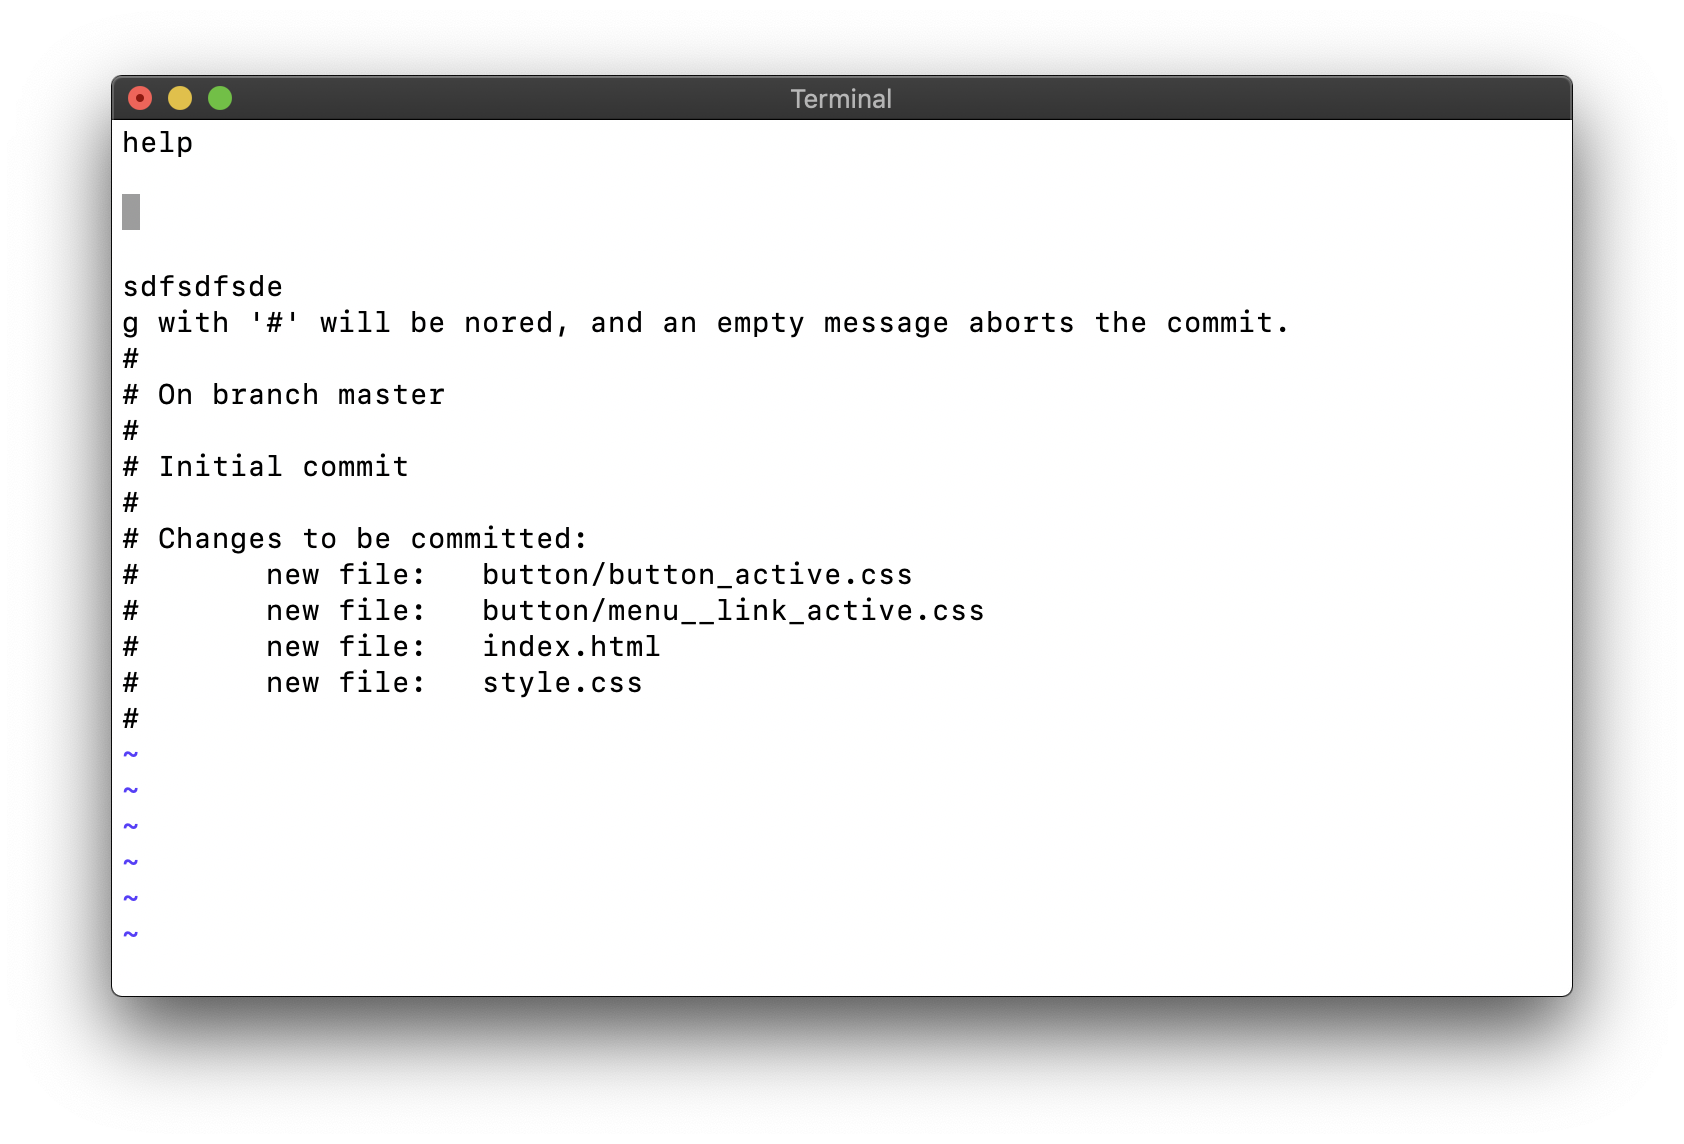 Terminal
help
sdfsdfsde
g with '#' will be nored, and an empty message aborts the commit.
#
# On branch master
#
# Initial commit
#
# Changes to be committed:
#       new file:   button/button_active.css
#       new file:   button/menu__link_active.css
#       new file:   index.html
#       new file:   style.css
#
~
~
~
~
~
~